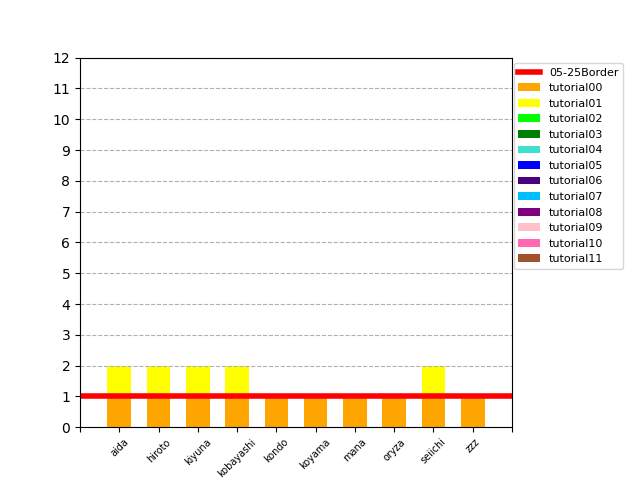 12
11
10
9
8
7
6
5
4
3
2
1
0
aida
hiroto
kiyuna
kobayashi
kondo
koyama
mana
oryza
seiichi
zzz
05-25Border
tutorial00
tutorial01
tutorial02
tutorial03
tutorial04
tutorial05
tutorial06
tutorial07
tutorial08
tutorial09
tutorial10
tutorial11